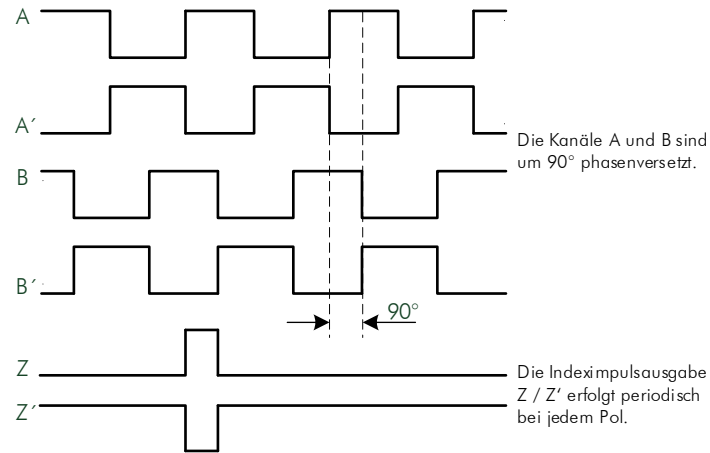 A
A´
Die Kanäle A und B sind
um 90° phasenversetzt.
B
B´
90°
Z
Die Indeximpulsausgabe
Z / Z‘ erfolgt periodisch
bei jedem Pol.
Z´